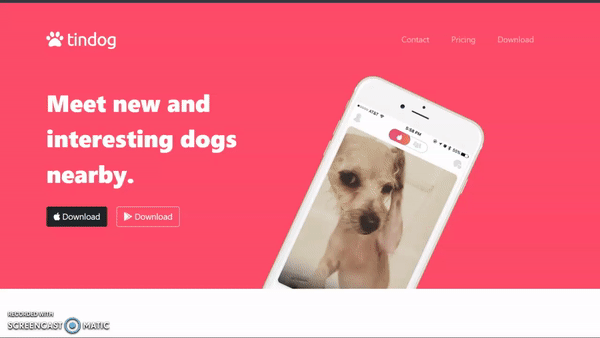 tindog
Contact
Pricing
Download
Meet new and
interesting dogs
nearby.
Download
Download
AT&T
5:58 PM
RECORDED WITH
SCREENCAST MATIC